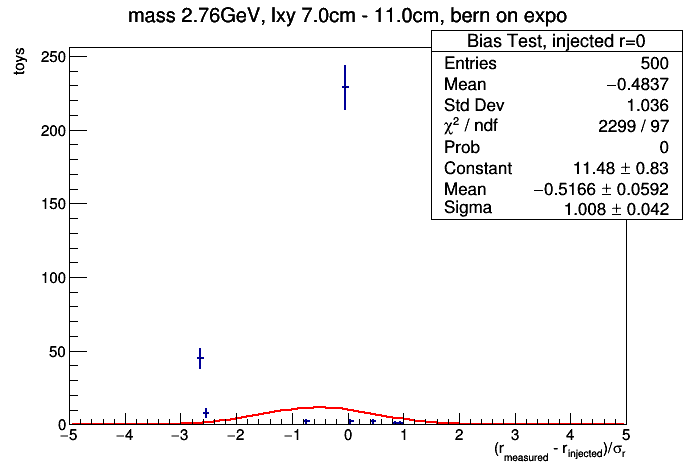 mass 2.76GeV, lxy 7.0cm - 11.0cm, bern on expo
Bias Test, injected r=0
Entries 500
Mean −0.4837
Std Dev 1.036
χ² / ndf 2299 / 97
Prob 0
Constant 11.48 ± 0.83
Mean −0.5166 ± 0.0592
Sigma 1.008 ± 0.042
toys
250
200
150
100
50
0
−5 −4 −3 −2 −1 0 1 2 3 4 5
(r_measured - r_injected)/σ_r